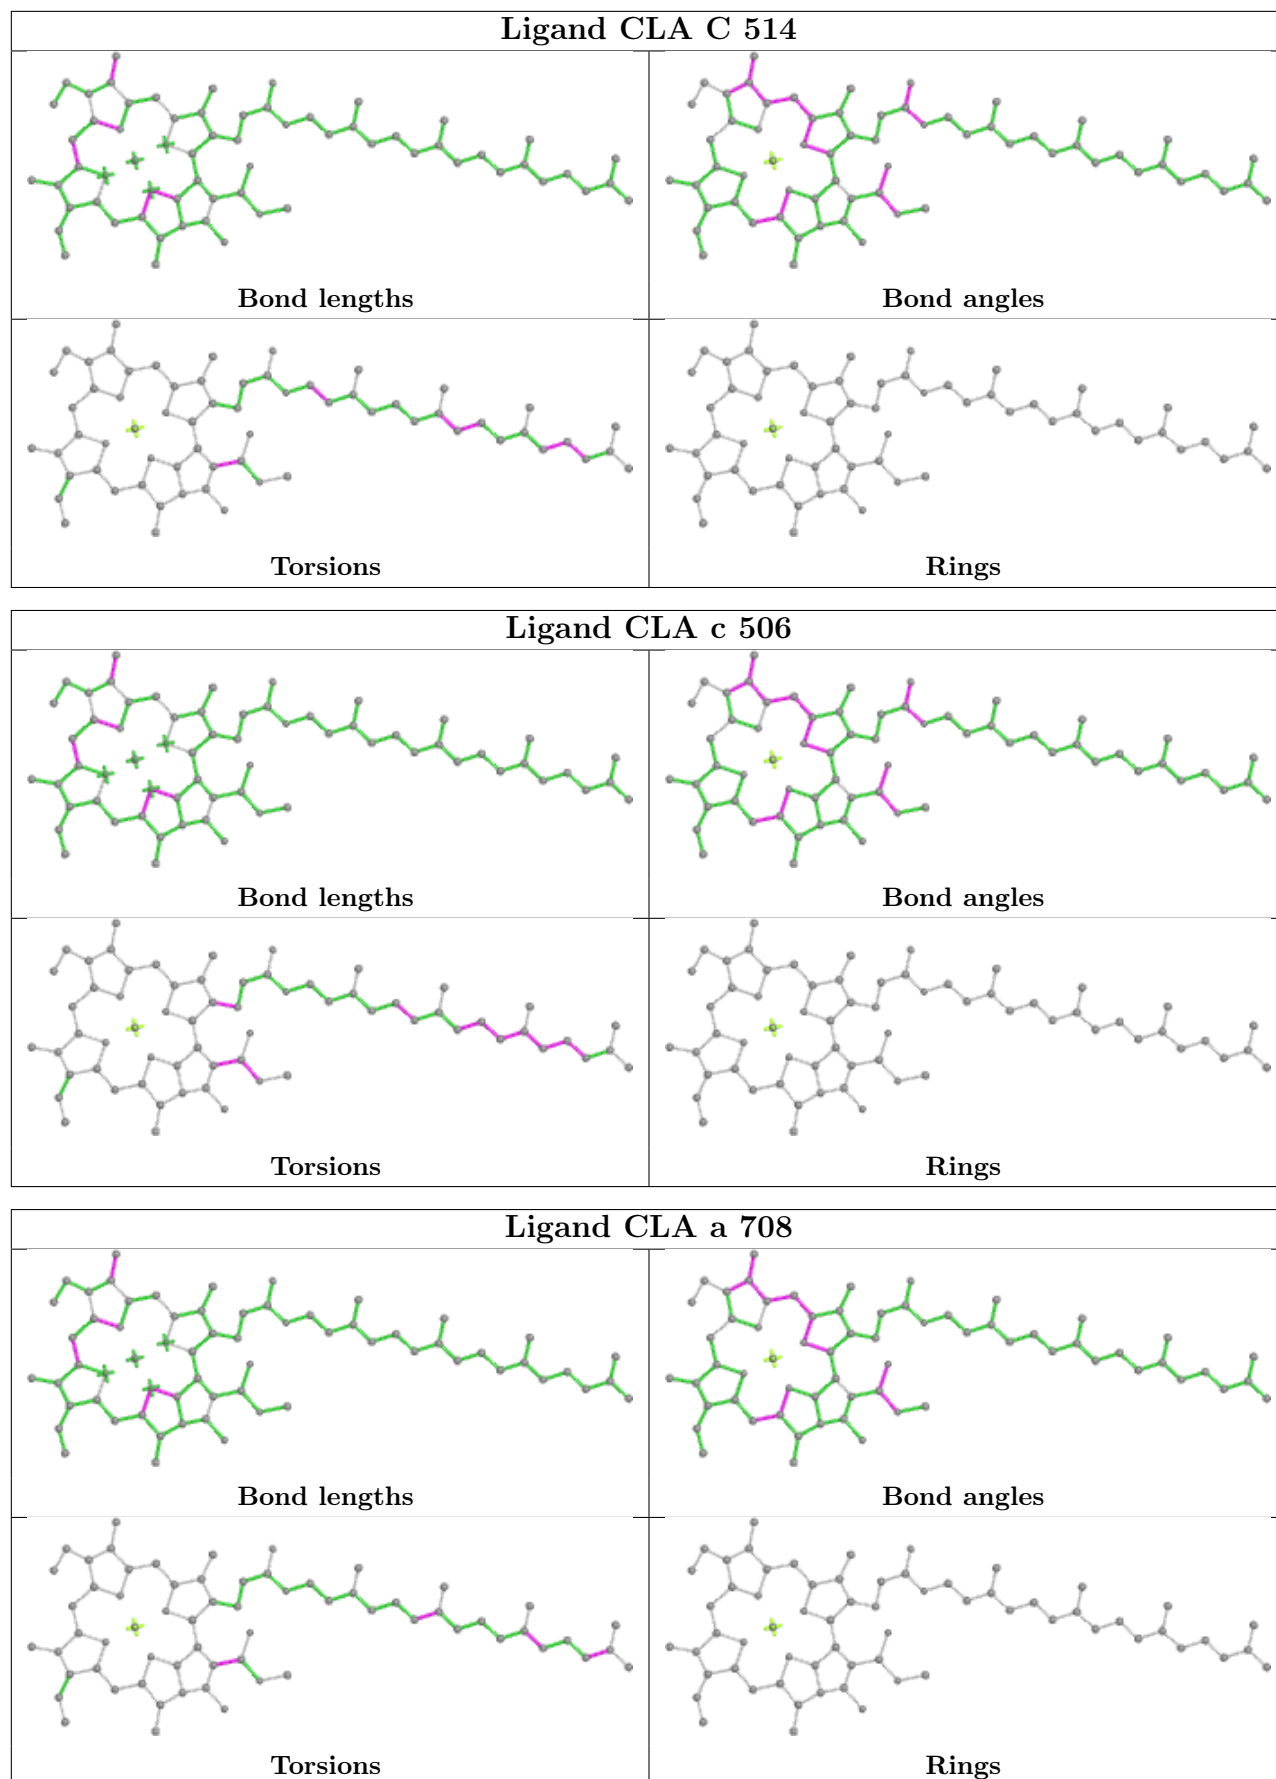 Ligand CLA C 514
Bond lengths
Bond angles
Torsions
Rings
Ligand CLA c 506
Bond lengths
Bond angles
Torsions
Rings
Ligand CLA a 708
Bond lengths
Bond angles
Torsions
Rings